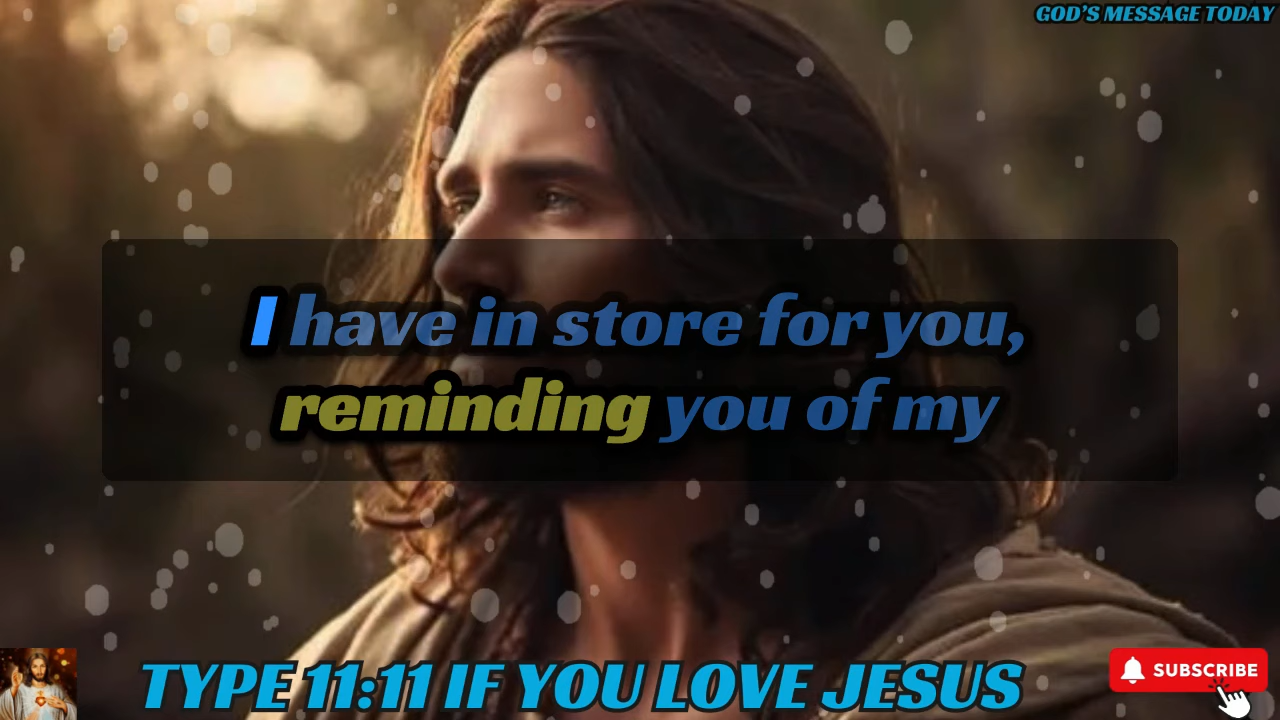 GOD'S MESSAGE TODAY
I have in store for you,
reminding you of my
TYPE 11:11 IF YOU LOVE JESUS
SUBSCRIBE